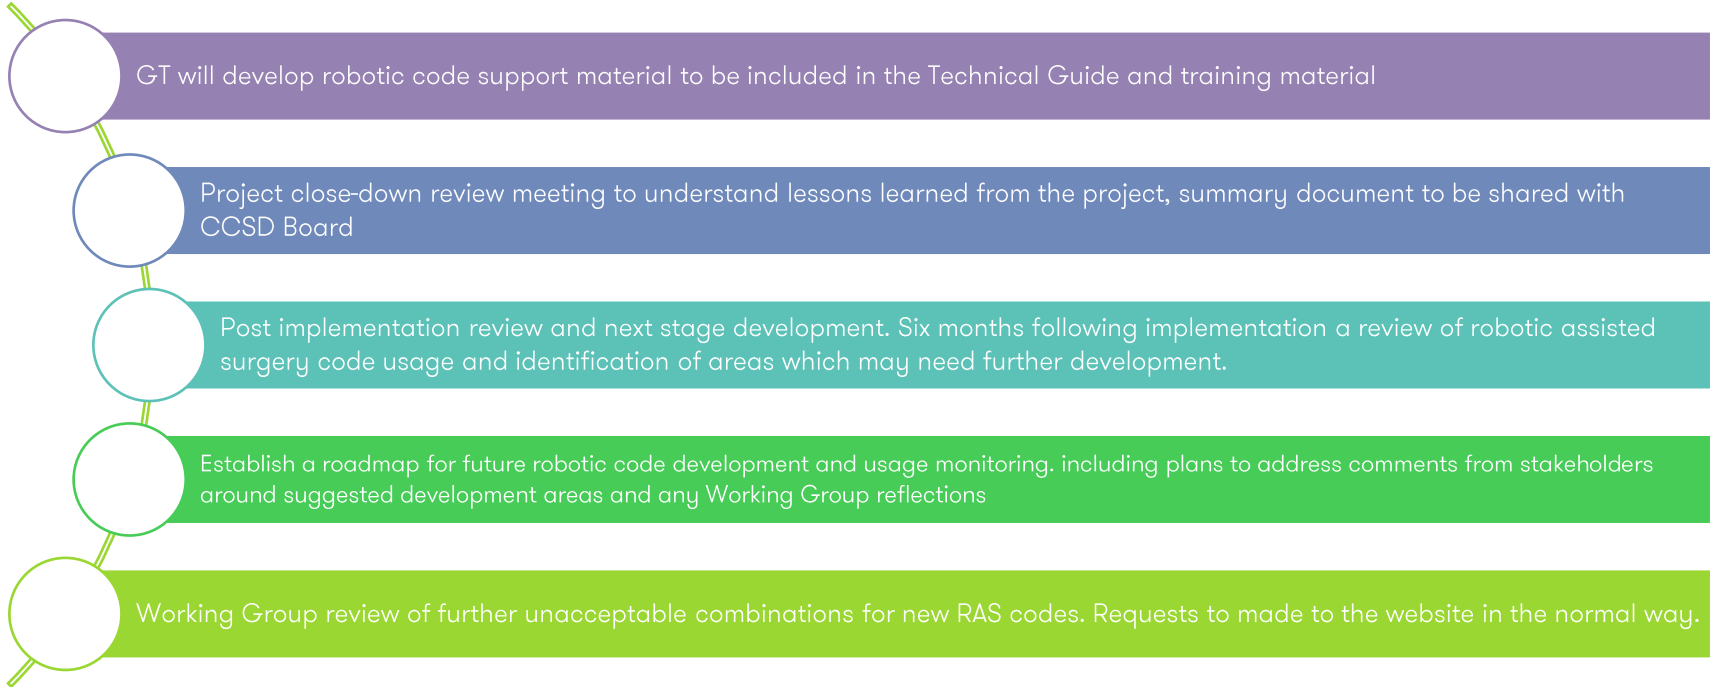 GT will develop robotic code support material to be included in the Technical Guide and training material
Project close-down review meeting to understand lessons learned from the project, summary document to be shared with
CCSD Board
Post implementation review and next stage development. Six months following implementation a review of robotic assisted
surgery code usage and identification of areas which may need further development.
Establish a roadmap for future robotic code development and usage monitoring. including plans to address comments from stakeholders
around suggested development areas and any Working Group reflections
Working Group review of further unacceptable combinations for new RAS codes. Requests to made to the website in the normal way.